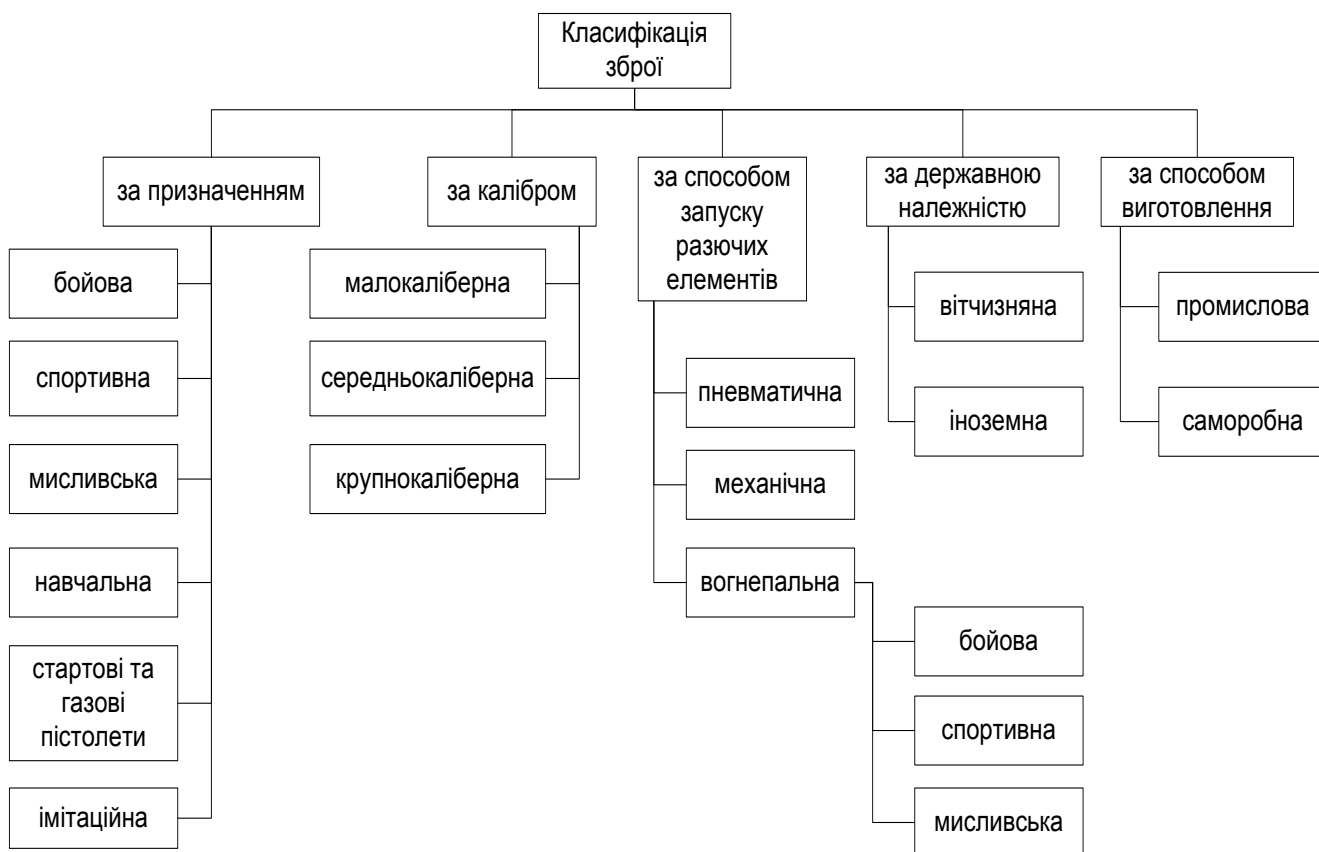 Класифікація
зброї
за призначенням
бойова
спортивна
мисливська
навчальна
стартові та
газові
пістолети
імітаційна
за калібром
малокаліберна
середньокаліберна
крупнокаліберна
за способом
запуску
разючих
елементів
пневматична
механічна
вогнепальна
бойова
спортивна
мисливська
за державною
належністю
вітчизняна
іноземна
за способом
виготовлення
промислова
саморобна